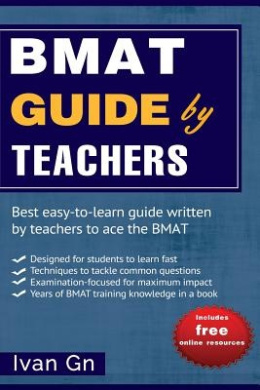 BMAT
GUIDE by
TEACHERS
Best easy-to-learn guide written
by teachers to ace the BMAT
Designed for students to learn fast
Techniques to tackle common questions
Examination-focused for maximum impact
Years of BMAT training knowledge in a book
Includes
free
online resources
Ivan Gn